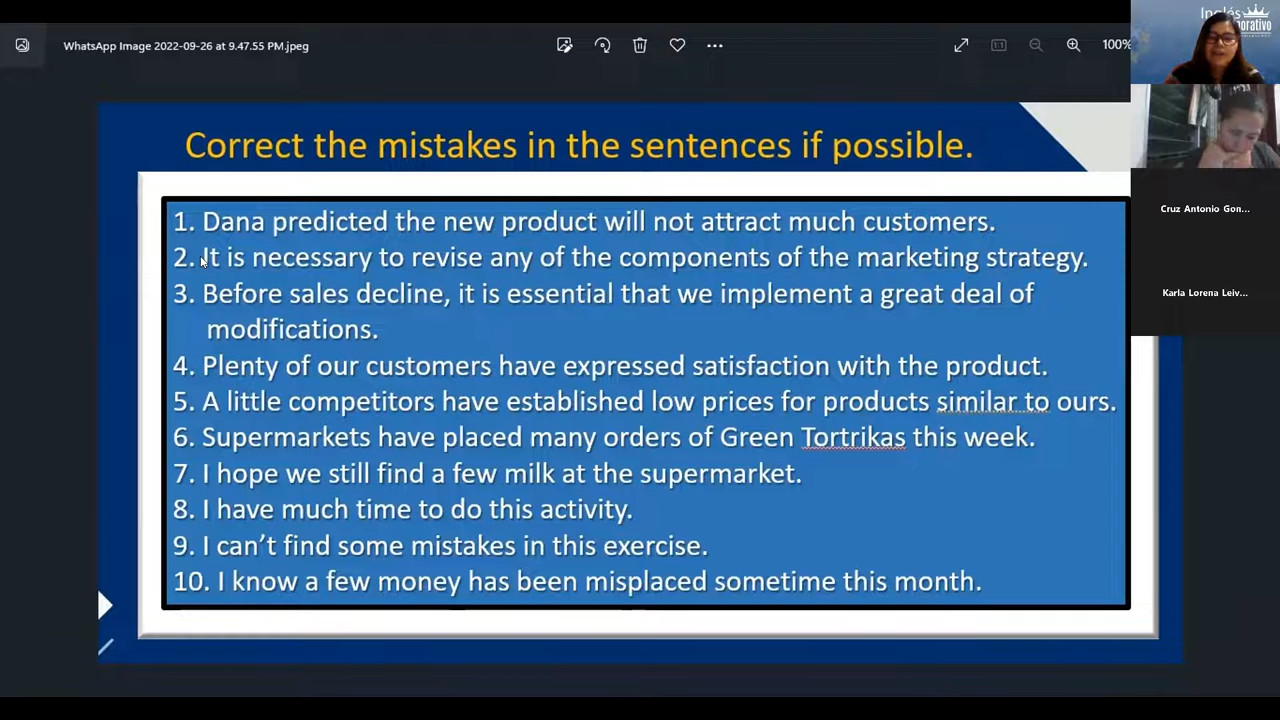 WhatsApp Image 2022-09-26 at 9.47.55 PM.jpeg
100%
Correct the mistakes in the sentences if possible.
1. Dana predicted the new product will not attract much customers.
2. It is necessary to revise any of the components of the marketing strategy.
3. Before sales decline, it is essential that we implement a great deal of
modifications.
4. Plenty of our customers have expressed satisfaction with the product.
5. A little competitors have established low prices for products similar to ours.
6. Supermarkets have placed many orders of Green Tortrikas this week.
7. I hope we still find a few milk at the supermarket.
8. I have much time to do this activity.
9. I can’t find some mistakes in this exercise.
10. I know a few money has been misplaced sometime this month.
Cruz Antonio Gon...
Karla Lorena Leiv...